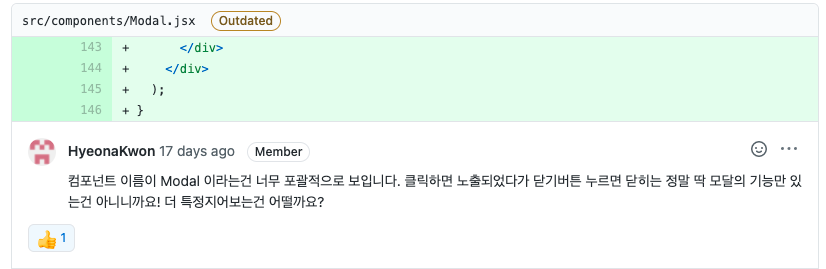 src/components/Modal.jsx Outdated
143 + </div>
144 + </div>
145 + );
146 + }
HyeonaKwon 17 days ago Member
컴포넌트 이름이 Modal 이라는건 너무 포괄적으로 보입니다. 클릭하면 노출되었다가 닫기버튼 누르면 닫히는 정말 딱 모달의 기능만 있
는건 아니니까요! 더 특정지어보는건 어떨까요?
👍 1